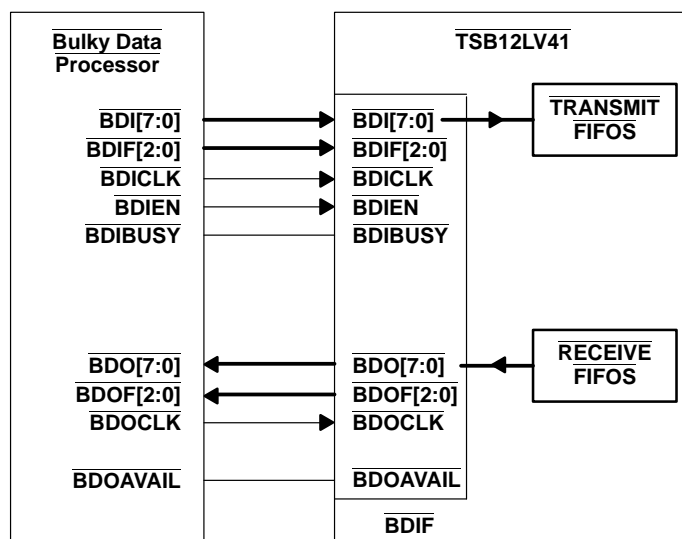 Bulky Data
Processor
BDI[7:0]
BDIF[2:0]
BDICLK
BDIEN
BDIBUSY
BDO[7:0]
BDOF[2:0]
BDOCLK
BDOAVAIL
TSB12LV41
BDI[7:0]
BDIF[2:0]
BDICLK
BDIEN
BDIBUSY
BDO[7:0]
BDOF[2:0]
BDOCLK
BDOAVAIL
BDIF
TRANSMIT
FIFOS
RECEIVE
FIFOS